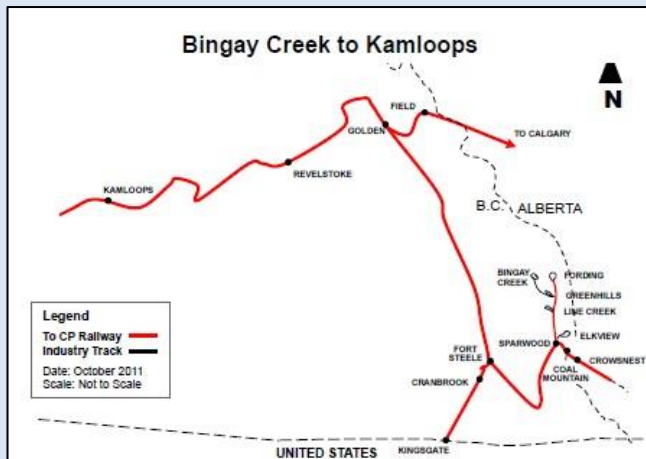 Bingay Creek to Kamloops
N
FIELD
GOLDEN
TO CALGARY
REVELSTOKE
KAMLOOPS
B.C.
ALBERTA
BINGAY
CREEK
FORDING
GREENHILLS
LINE CREEK
Legend
To CP Railway
Industry Track
Date: October 2011
Scale: Not to Scale
ELKVIEW
SPARWOOD
FORT
STEELE
CROWSNEST
COAL
MOUNTAIN
CRANBROOK
UNITED STATES
KINGSGATE